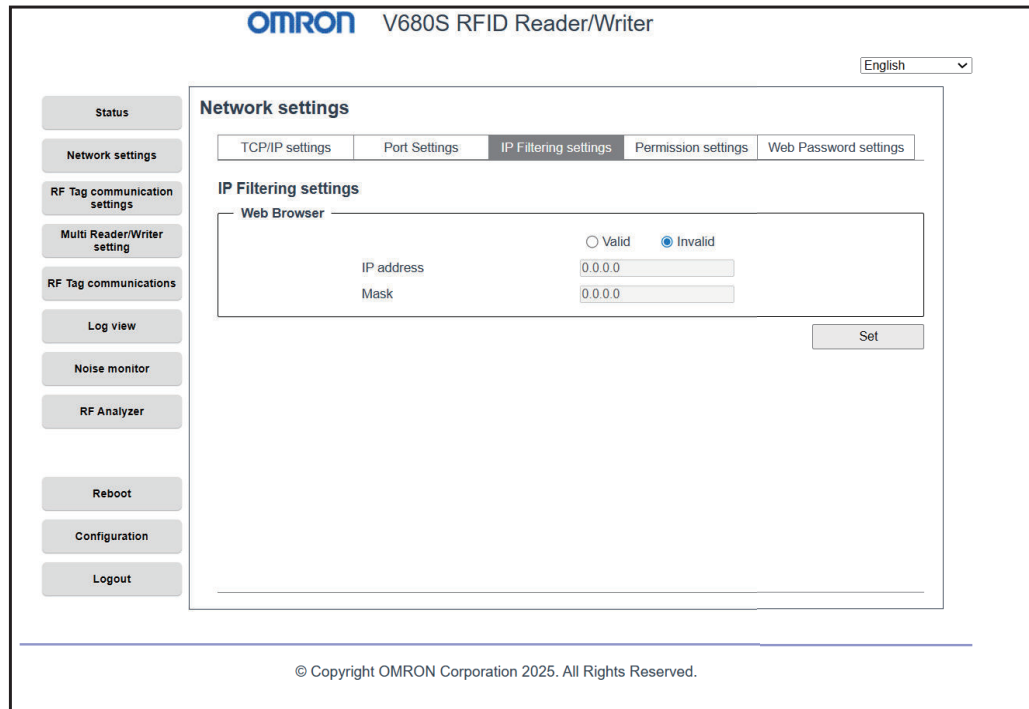 OMRON V680S RFID Reader/Writer
English
Status
Network settings
RF Tag communication
settings
Multi Reader/Writer
setting
RF Tag communications
Log view
Noise monitor
RF Analyzer
Reboot
Configuration
Logout
Network settings
TCP/IP settings Port Settings IP Filtering settings Permission settings Web Password settings
IP Filtering settings
Web Browser
Valid Invalid
IP address 0.0.0.0
Mask 0.0.0.0
Set
© Copyright OMRON Corporation 2025. All Rights Reserved.